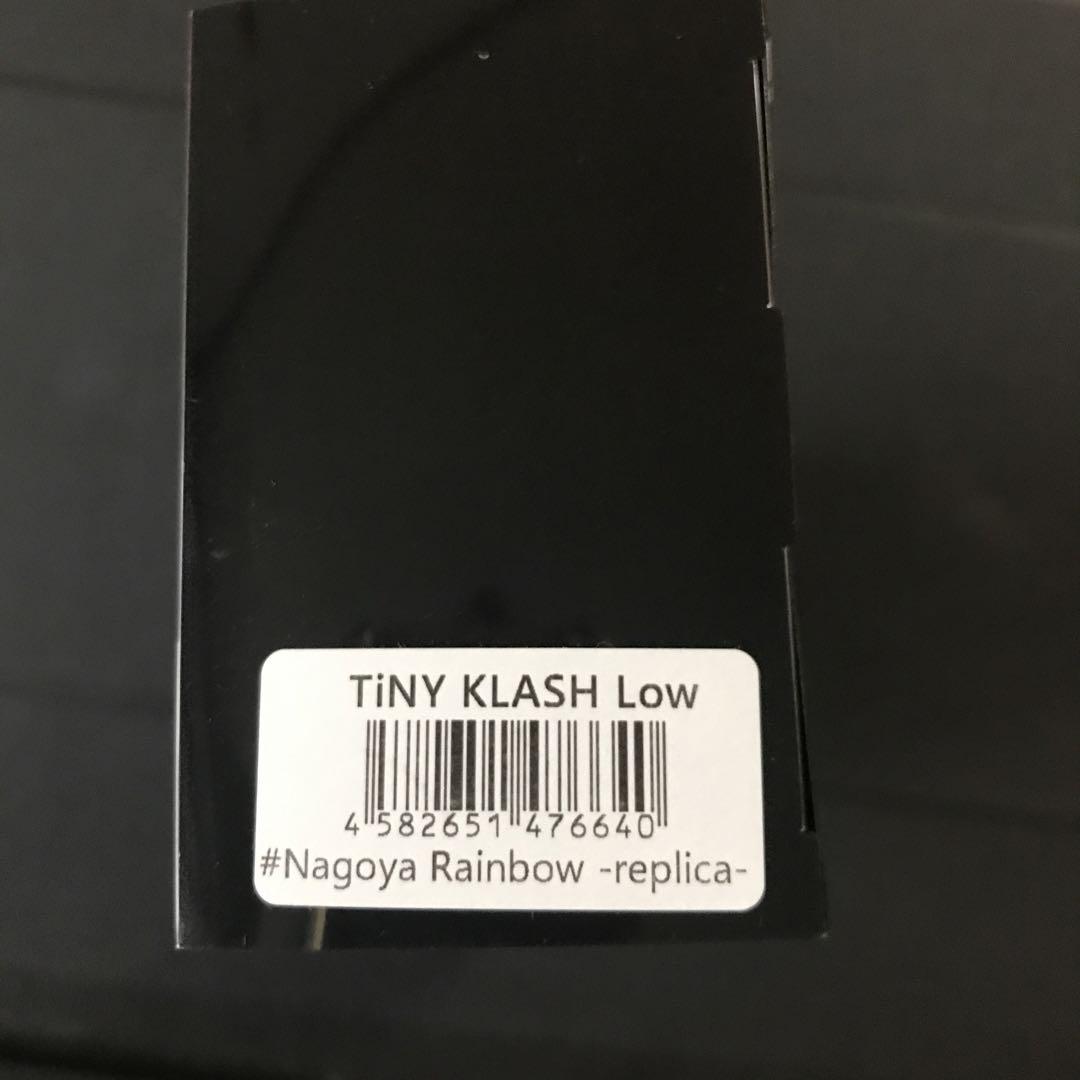 TiNY KLASH Low
4 582651 476640
#Nagoya Rainbow -replica-